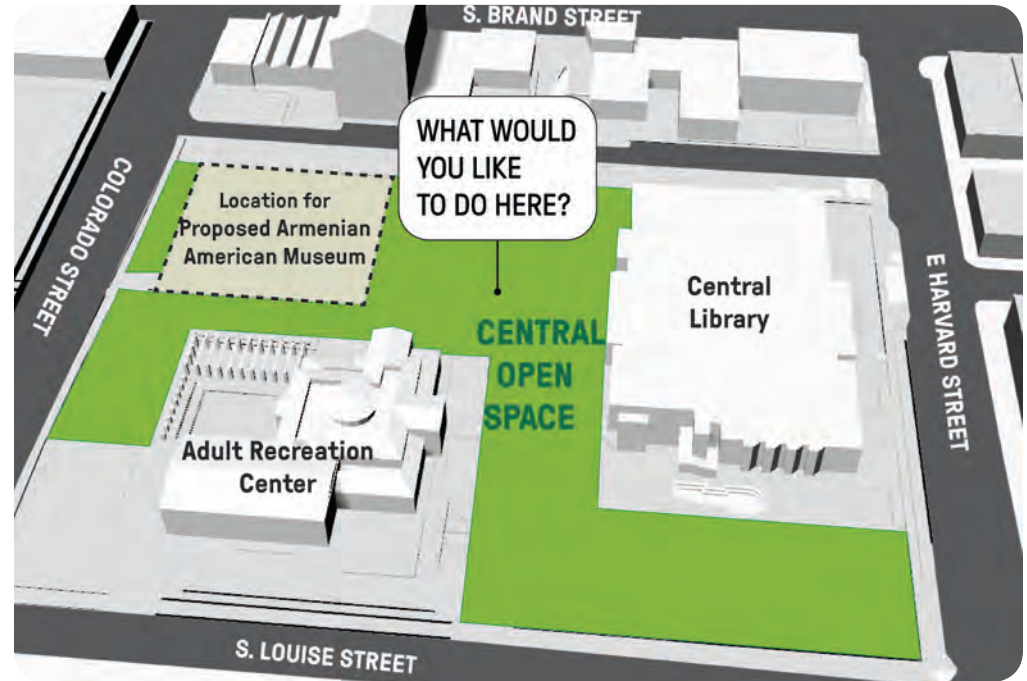 S. BRAND STREET
WHAT WOULD
YOU LIKE
TO DO HERE?
COLORADO STREET
Location for
Proposed Armenian
American Museum
Central
Library
E HARVARD STREET
CENTRAL
OPEN
SPACE
Adult Recreation
Center
S. LOUISE STREET